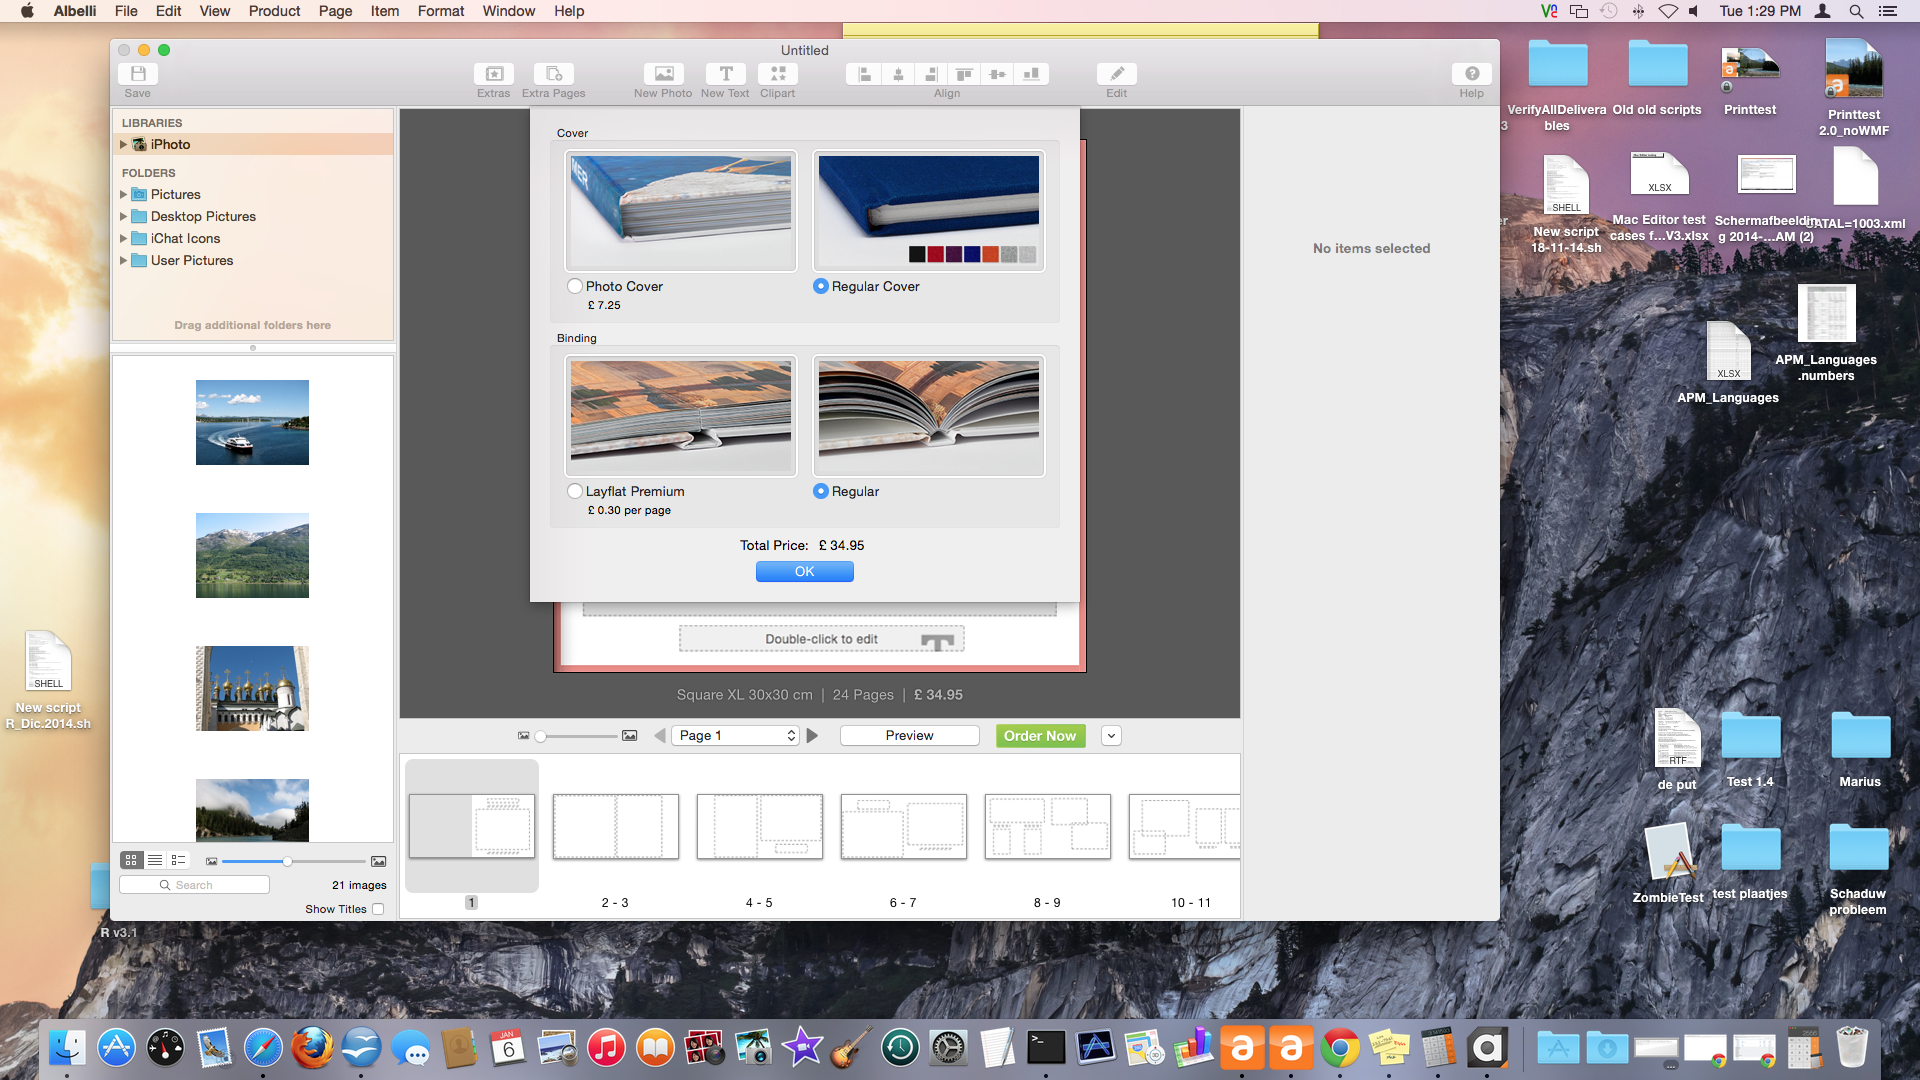 Albelli File Edit View Product Page Item Format Window Help
Tue 1:29 PM
Untitled
Save
Extras
Extra Pages
New Photo
New Text
Clipart
Align
Edit
Help
LIBRARIES
iPhoto
FOLDERS
Pictures
Desktop Pictures
iChat Icons
User Pictures
Drag additional folders here
Search
21 images
Show Titles
Cover
Photo Cover
£ 7.25
Regular Cover
Binding
Layflat Premium
£ 0.30 per page
Regular
Total Price: £ 34.95
OK
Double-click to edit
Square XL 30x30 cm | 24 Pages | £ 34.95
Page 1
Preview
Order Now
1
2 - 3
4 - 5
6 - 7
8 - 9
10 - 11
No items selected
VerifyAllDelivera
bles
Old old scripts
Printtest
Printtest
2.0_noWMF
SHELL
New script
18-11-14.sh
XLSX
Mac Editor test
cases f...V3.xlsx
Schermafbeeldin
g 2014-...AM (2)
CATAL=1003.xml
APM_Languages
.numbers
XLSX
APM_Languages
SHELL
New script
R_Dic.2014.sh
R v3.1
RTF
de put
Test 1.4
Marius
ZombieTest
test plaatjes
Schaduw
probleem
JAN
6